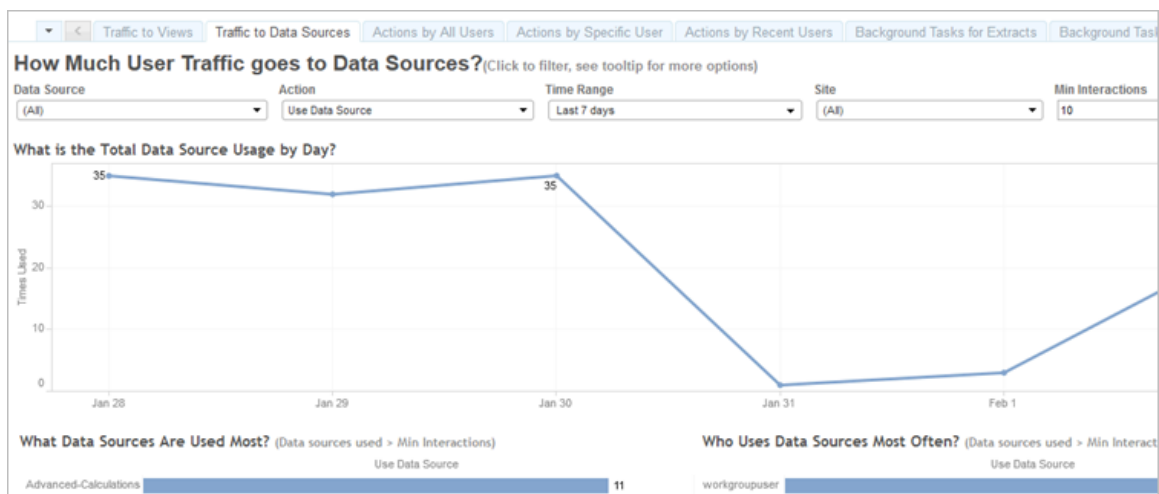 Traffic to Views Traffic to Data Sources Actions by All Users Actions by Specific User Actions by Recent Users Background Tasks for Extracts Background
How Much User Traffic goes to Data Sources?(Click to filter, see tooltip for more options)
Data Source Action Time Range Site Min Interactions
(All) Use Data Source Last 7 days (All) 10
What is the Total Data Source Usage by Day?
35
35
30
20
10
0
Times Used
Jan 28 Jan 29 Jan 30 Jan 31 Feb 1
What Data Sources Are Used Most? (Data sources used > Min Interactions)
Use Data Source
Advanced-Calculations 11
Who Uses Data Sources Most Often? (Data sources used > Min Interact
Use Data Source
workgroupuser